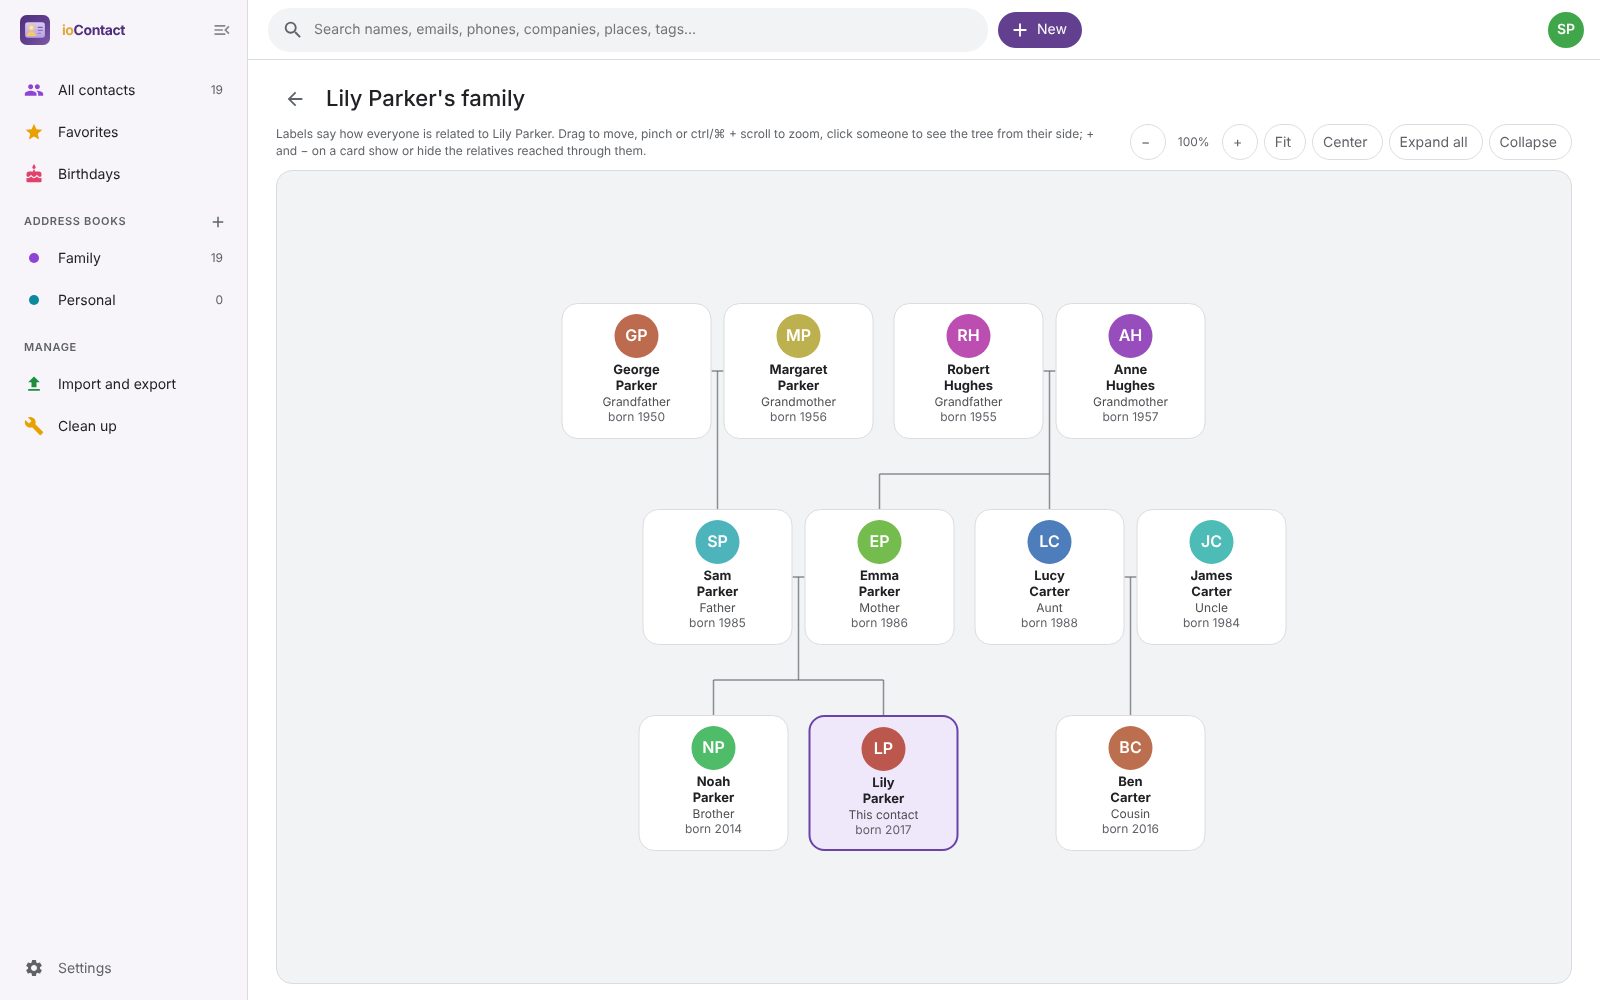 ioContact
Search names, emails, phones, companies, places, tags...
New
SP
All contacts 19
Favorites
Birthdays
ADDRESS BOOKS
Family 19
Personal 0
MANAGE
Import and export
Clean up
Settings
Lily Parker's family
Labels say how everyone is related to Lily Parker. Drag to move, pinch or ctrl/⌘ + scroll to zoom, click someone to see the tree from their side; +
and − on a card show or hide the relatives reached through them.
− 100% + Fit Center Expand all Collapse
GP
George
Parker
Grandfather
born 1950
MP
Margaret
Parker
Grandmother
born 1956
RH
Robert
Hughes
Grandfather
born 1955
AH
Anne
Hughes
Grandmother
born 1957
SP
Sam
Parker
Father
born 1985
EP
Emma
Parker
Mother
born 1986
LC
Lucy
Carter
Aunt
born 1988
JC
James
Carter
Uncle
born 1984
NP
Noah
Parker
Brother
born 2014
LP
Lily
Parker
This contact
born 2017
BC
Ben
Carter
Cousin
born 2016